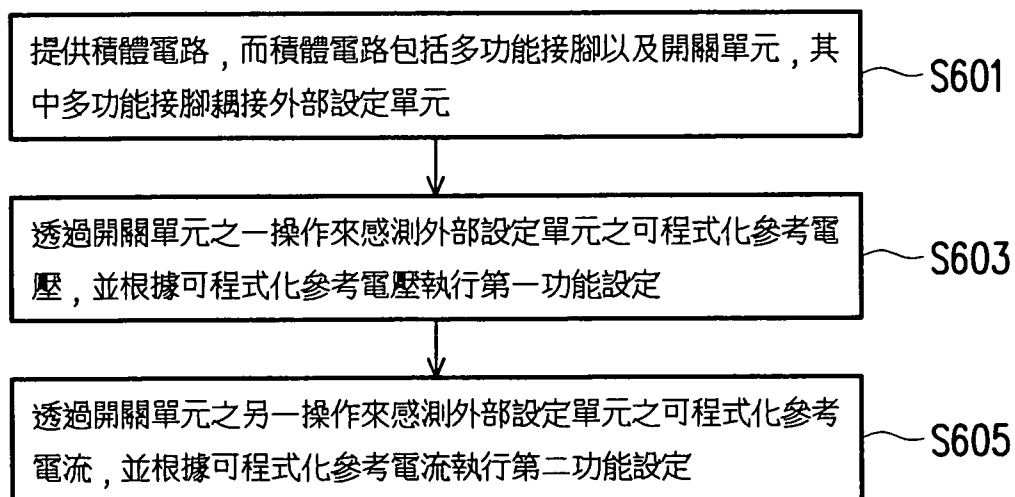 提供積體電路，而積體電路包括多功能接腳以及開關單元，其
中多功能接腳耦接外部設定單元
S601
透過開關單元之一操作來感測外部設定單元之可程式化參考電
壓，並根據可程式化參考電壓執行第一功能設定
S603
透過開關單元之另一操作來感測外部設定單元之可程式化參考
電流，並根據可程式化參考電流執行第二功能設定
S605